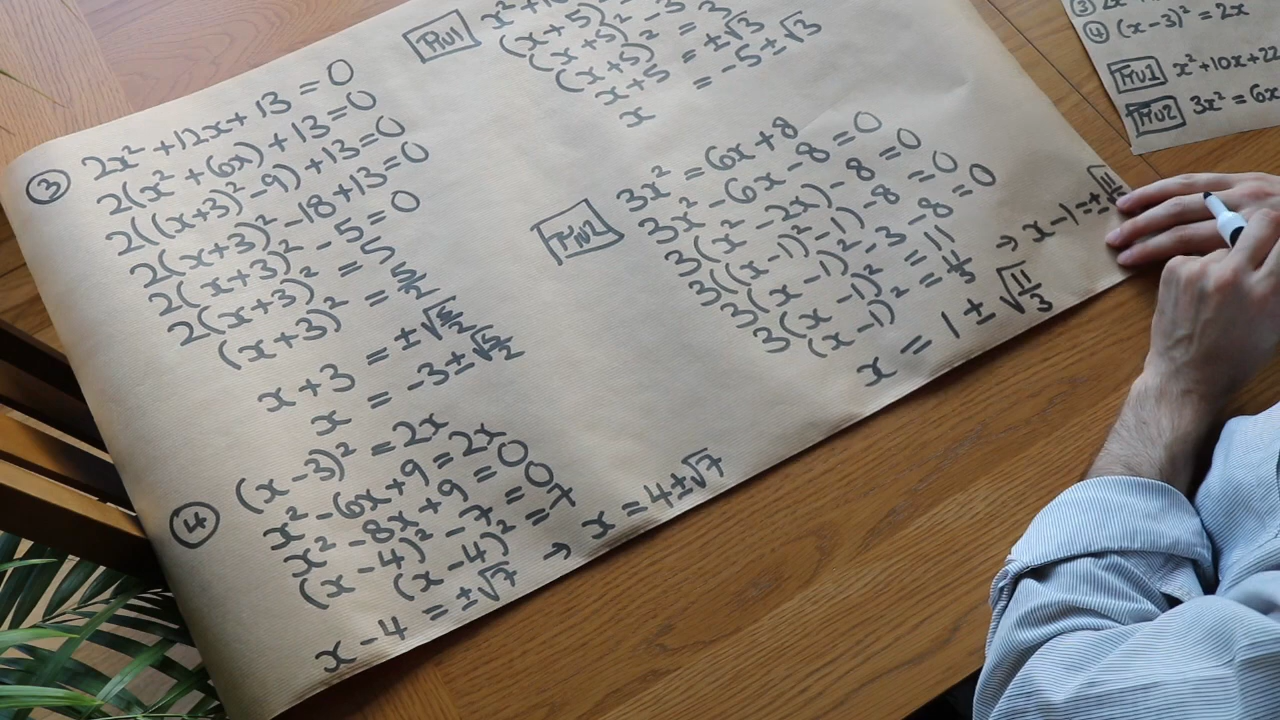 ③ 2x² + 12x + 13 = 0
2(x² + 6x) + 13 = 0
2((x+3)² - 9) + 13 = 0
2(x+3)² - 18 + 13 = 0
2(x+3)² - 5 = 0
2(x+3)² = 5
(x+3)² = 5/2
x + 3 = ±√5/2
x = -3 ± √5/2
④ (x - 3)² = 2x
x² - 6x + 9 = 2x
x² - 8x + 9 = 0
(x - 4)² - 7 = 0
(x - 4)² = 7
x - 4 = ±√7 → x = 4 ± √7
(x+5)²
(x+5)² = 3
x+5 = ±√3
x = -5 ± √3
3x² = 6x + 8
3x² - 6x - 8 = 0
3(x² - 2x) - 8 = 0
3((x - 1)² - 1) - 8 = 0
3(x - 1)² - 3 - 8 = 0
3(x - 1)² = 11
(x - 1)² = 11/3 → x - 1 = ±√11
x = 1 ± √11/3
④ (x - 3)² = 2x
x² + 10x + 22
3x² = 6x